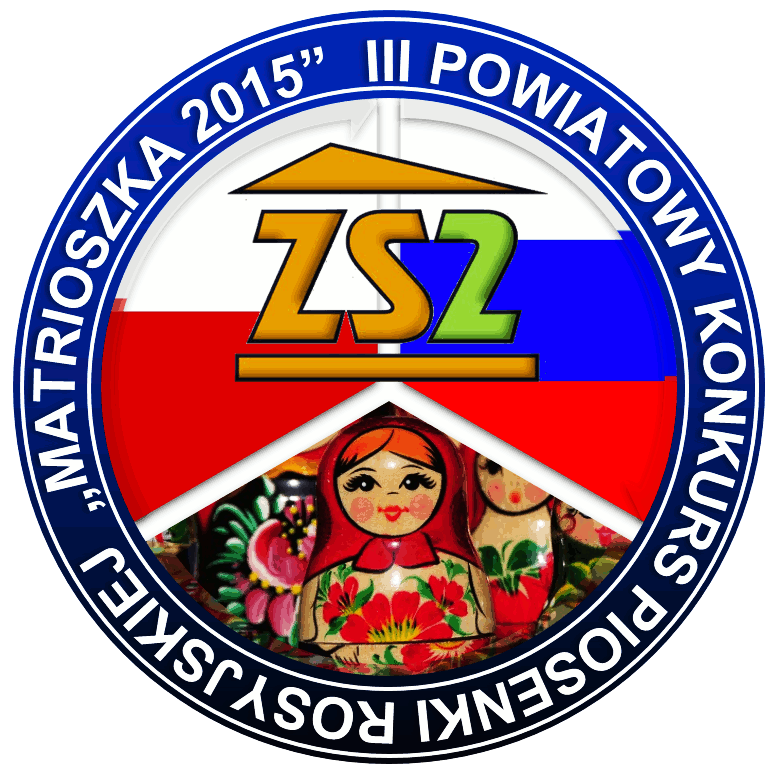 III POWIATOWY KONKURS PIOSENKI ROSYJSKIEJ "MATRIOSZKA 2015”
ZS2